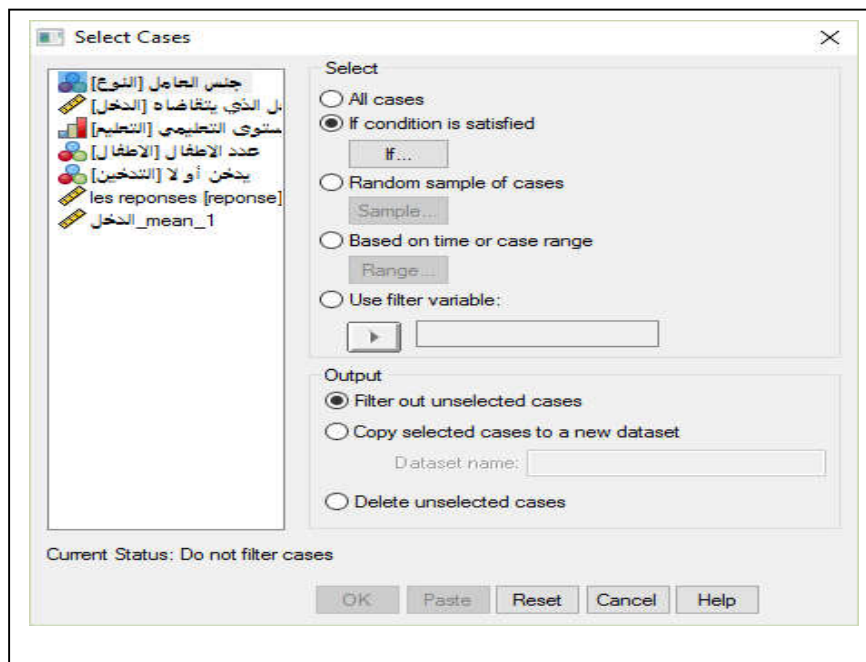 Select Cases
جنس العامل [النوع]
الذي يتقاضاه [الدخل]
ستوى التعليمي [التعليم]
عدد الاطفال [الاطفال]
يدخن أو لا [التدخين]
les reponses [reponse]
الدخل_mean_1
Select
All cases
If condition is satisfied
If...
Random sample of cases
Sample...
Based on time or case range
Range...
Use filter variable:
Output
Filter out unselected cases
Copy selected cases to a new dataset
Dataset name:
Delete unselected cases
Current Status: Do not filter cases
OK Paste Reset Cancel Help